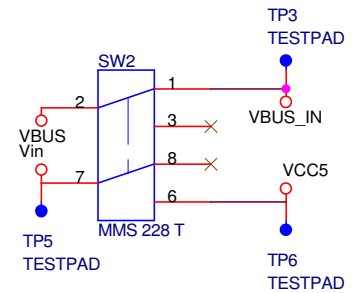 TP3
TESTPAD
SW2
1
2
VBUS_IN
3
VBUS
Vin
8
VCC5
7
6
MMS 228 T
TP5
TESTPAD
TP6
TESTPAD